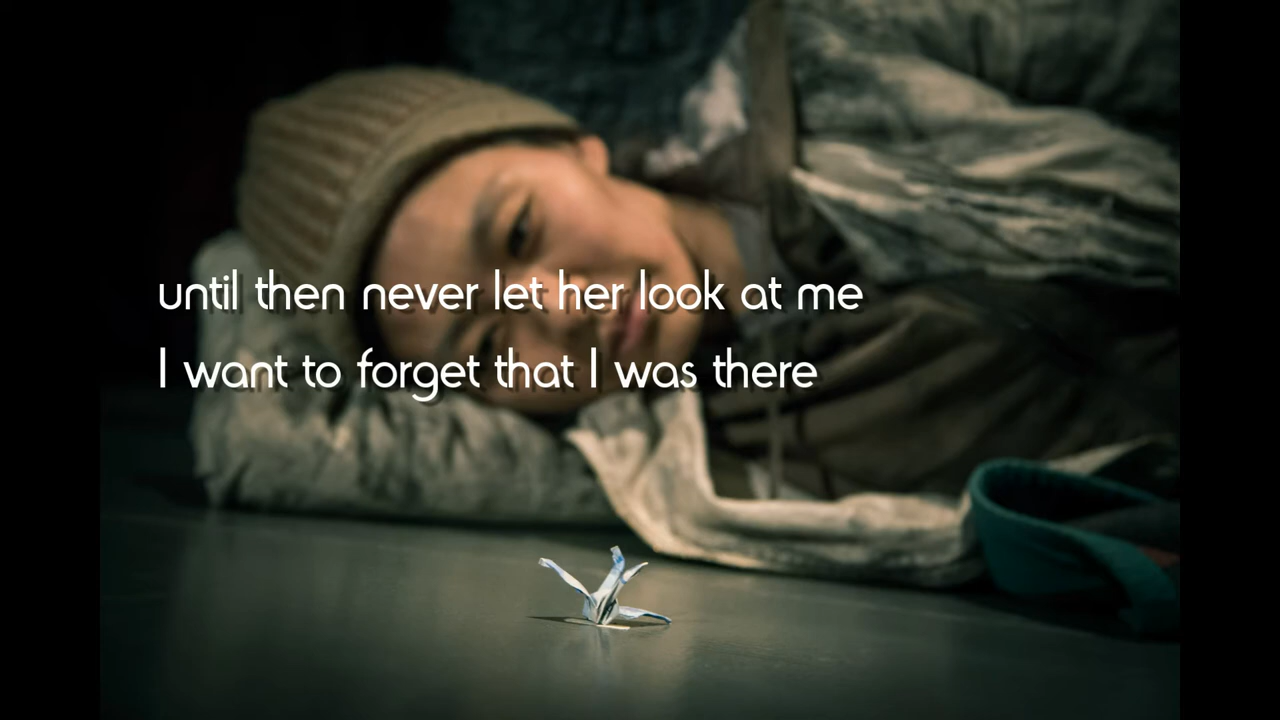 until then never let her look at me
I want to forget that I was there